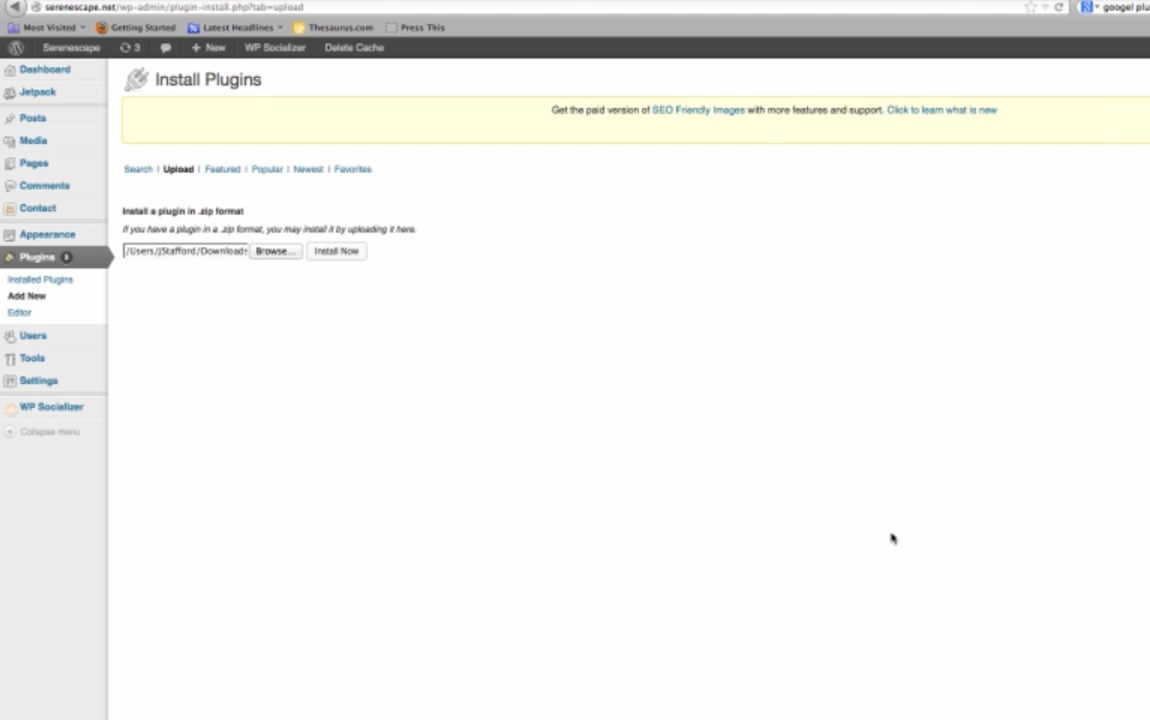 serenescape.net/wp-admin/plugin-install.php?tab=upload
googel plu
Most Visited Getting Started Latest Headlines Thesaurus.com Press This
Serenescape 3 + New WP Socializer Delete Cache
Dashboard
Jetpack
Posts
Media
Pages
Comments
Contact
Appearance
Plugins 3
Installed Plugins
Add New
Editor
Users
Tools
Settings
WP Socializer
Collapse menu
Install Plugins
Get the paid version of SEO Friendly Images with more features and support. Click to learn what is new
Search | Upload | Featured | Popular | Newest | Favorites
Install a plugin in .zip format
If you have a plugin in a .zip format, you may install it by uploading it here.
/Users/JStafford/Downloads Browse... Install Now